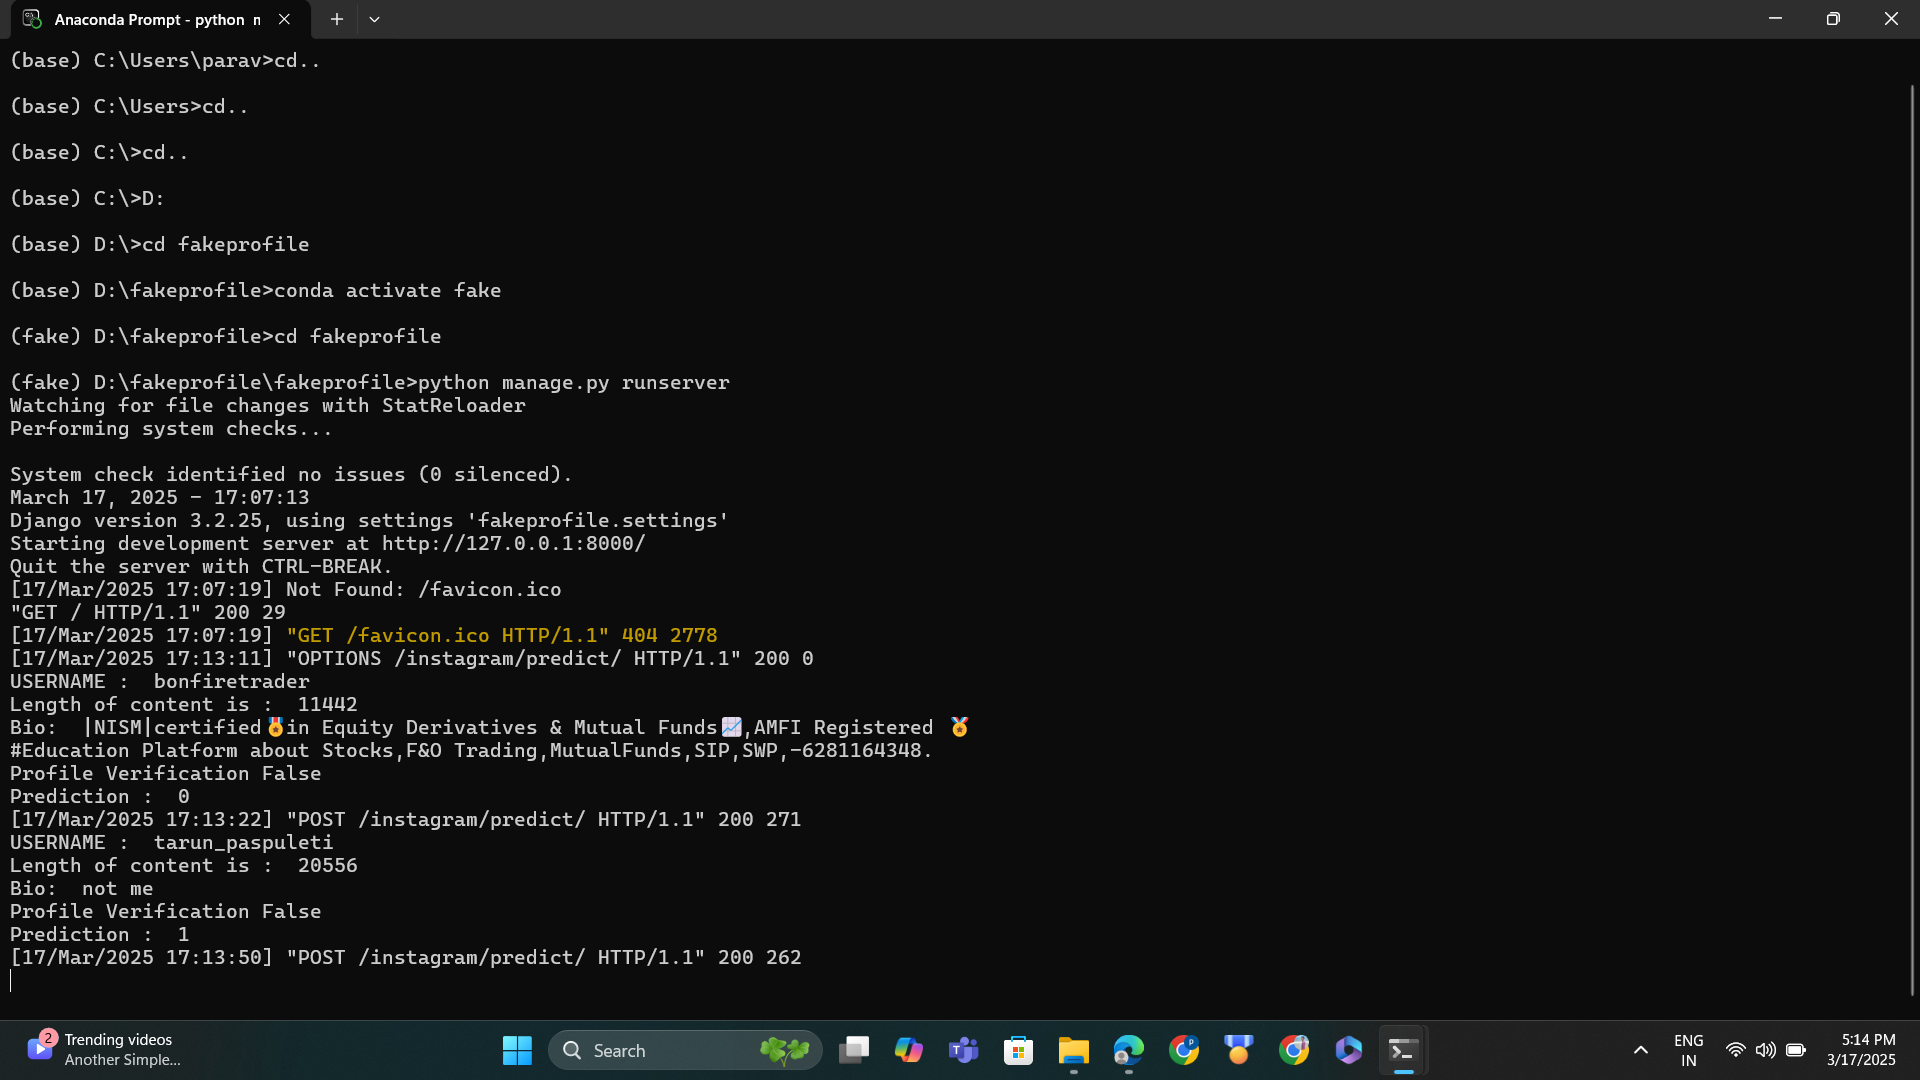 Anaconda Prompt - python n
(base) C:\Users\parav>cd..
(base) C:\Users>cd..
(base) C:\>cd..
(base) C:\>D:
(base) D:\>cd fakeprofile
(base) D:\fakeprofile>conda activate fake
(fake) D:\fakeprofile>cd fakeprofile
(fake) D:\fakeprofile\fakeprofile>python manage.py runserver
Watching for file changes with StatReloader
Performing system checks...
System check identified no issues (0 silenced).
March 17, 2025 - 17:07:13
Django version 3.2.25, using settings 'fakeprofile.settings'
Starting development server at http://127.0.0.1:8000/
Quit the server with CTRL-BREAK.
[17/Mar/2025 17:07:19] Not Found: /favicon.ico
"GET / HTTP/1.1" 200 29
[17/Mar/2025 17:07:19] "GET /favicon.ico HTTP/1.1" 404 2778
[17/Mar/2025 17:13:11] "OPTIONS /instagram/predict/ HTTP/1.1" 200 0
USERNAME :  bonfiretrader
Length of content is :  11442
Bio:  |NISM|certified🏅in Equity Derivatives & Mutual Funds💹,AMFI Registered 🏅
#Education Platform about Stocks,F&O Trading,MutualFunds,SIP,SWP,-6281164348.
Profile Verification False
Prediction :  0
[17/Mar/2025 17:13:22] "POST /instagram/predict/ HTTP/1.1" 200 271
USERNAME :  tarun_paspuleti
Length of content is :  20556
Bio:  not me
Profile Verification False
Prediction :  1
[17/Mar/2025 17:13:50] "POST /instagram/predict/ HTTP/1.1" 200 262
2
Trending videos
Another Simple...
Search
ENG
IN
5:14 PM
3/17/2025